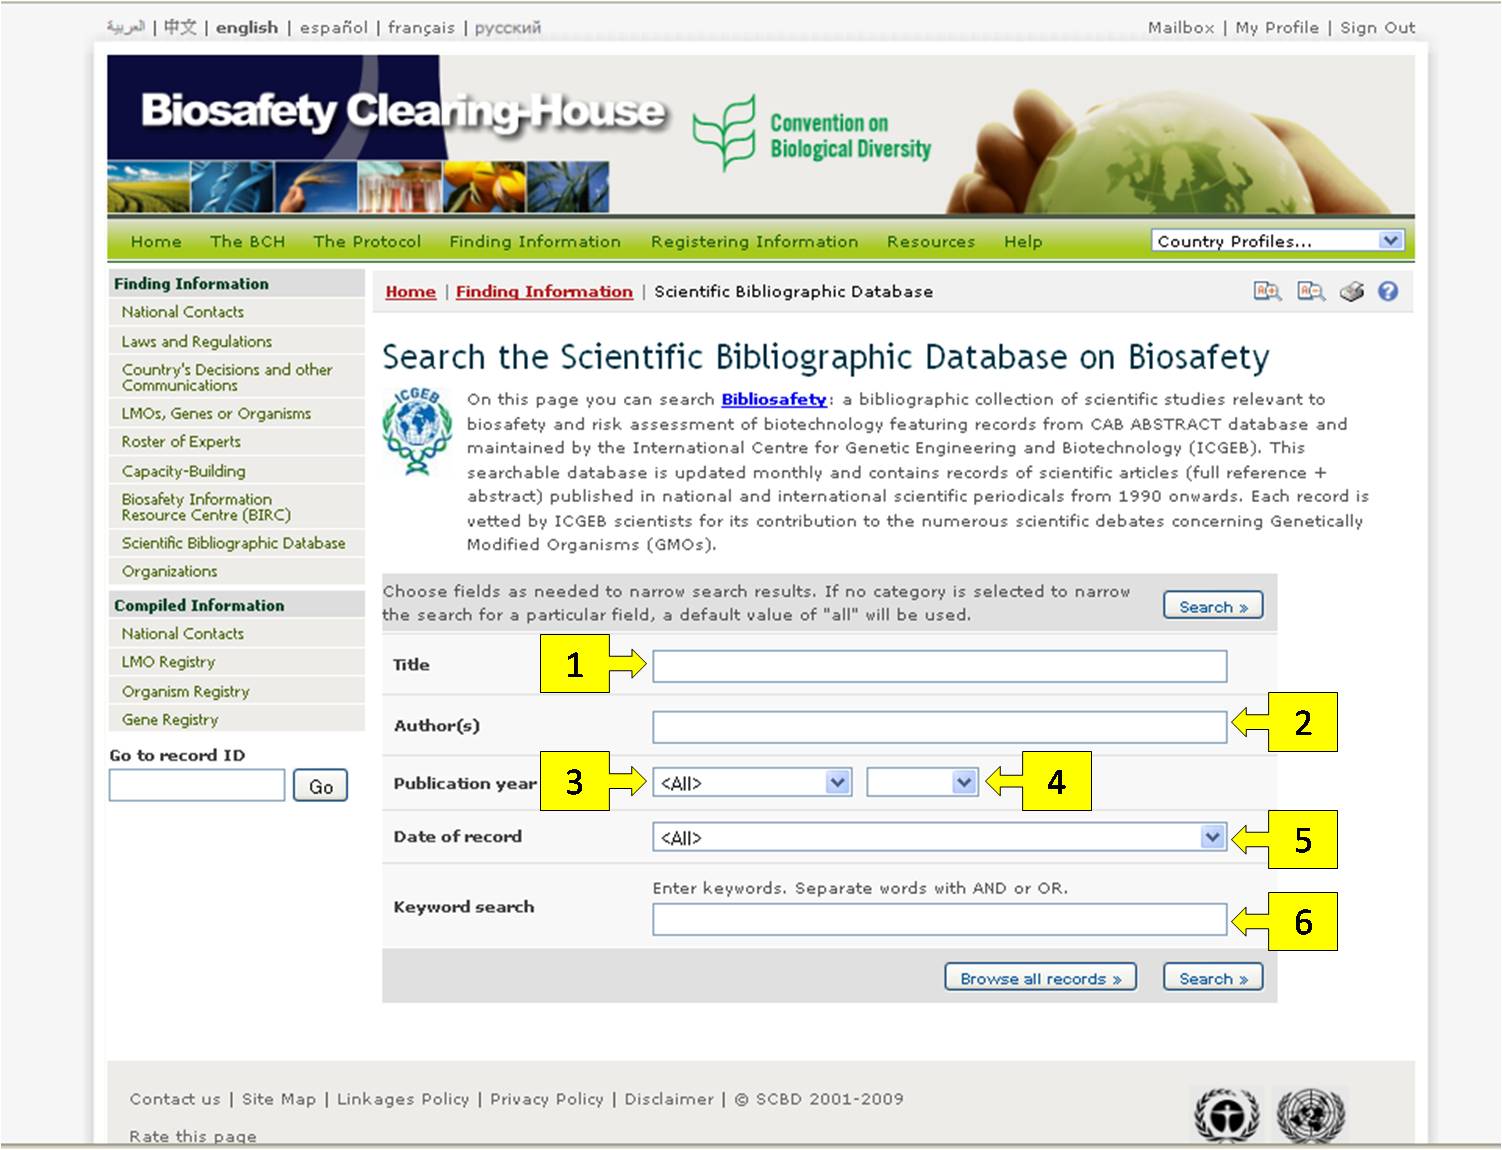 العربية | 中文 | english | español | français | русский
Mailbox | My Profile | Sign Out
Biosafety Clearing-House
Convention on
Biological Diversity
Home The BCH The Protocol Finding Information Registering Information Resources Help Country Profiles...
Finding Information
National Contacts
Laws and Regulations
Country's Decisions and other
Communications
LMOs, Genes or Organisms
Roster of Experts
Capacity-Building
Biosafety Information
Resource Centre (BIRC)
Scientific Bibliographic Database
Organizations
Compiled Information
National Contacts
LMO Registry
Organism Registry
Gene Registry
Go to record ID
Go
Home | Finding Information | Scientific Bibliographic Database
Search the Scientific Bibliographic Database on Biosafety
ICGEB
On this page you can search Bibliosafety: a bibliographic collection of scientific studies relevant to
biosafety and risk assessment of biotechnology featuring records from CAB ABSTRACT database and
maintained by the International Centre for Genetic Engineering and Biotechnology (ICGEB). This
searchable database is updated monthly and contains records of scientific articles (full reference +
abstract) published in national and international scientific periodicals from 1990 onwards. Each record is
vetted by ICGEB scientists for its contribution to the numerous scientific debates concerning Genetically
Modified Organisms (GMOs).
Choose fields as needed to narrow search results. If no category is selected to narrow
the search for a particular field, a default value of "all" will be used.
Search »
Title 1
Author(s) 2
Publication year 3 <All> 4
Date of record <All> 5
Enter keywords. Separate words with AND or OR.
Keyword search 6
Browse all records » Search »
Contact us | Site Map | Linkages Policy | Privacy Policy | Disclaimer | © SCBD 2001-2009
Rate this page